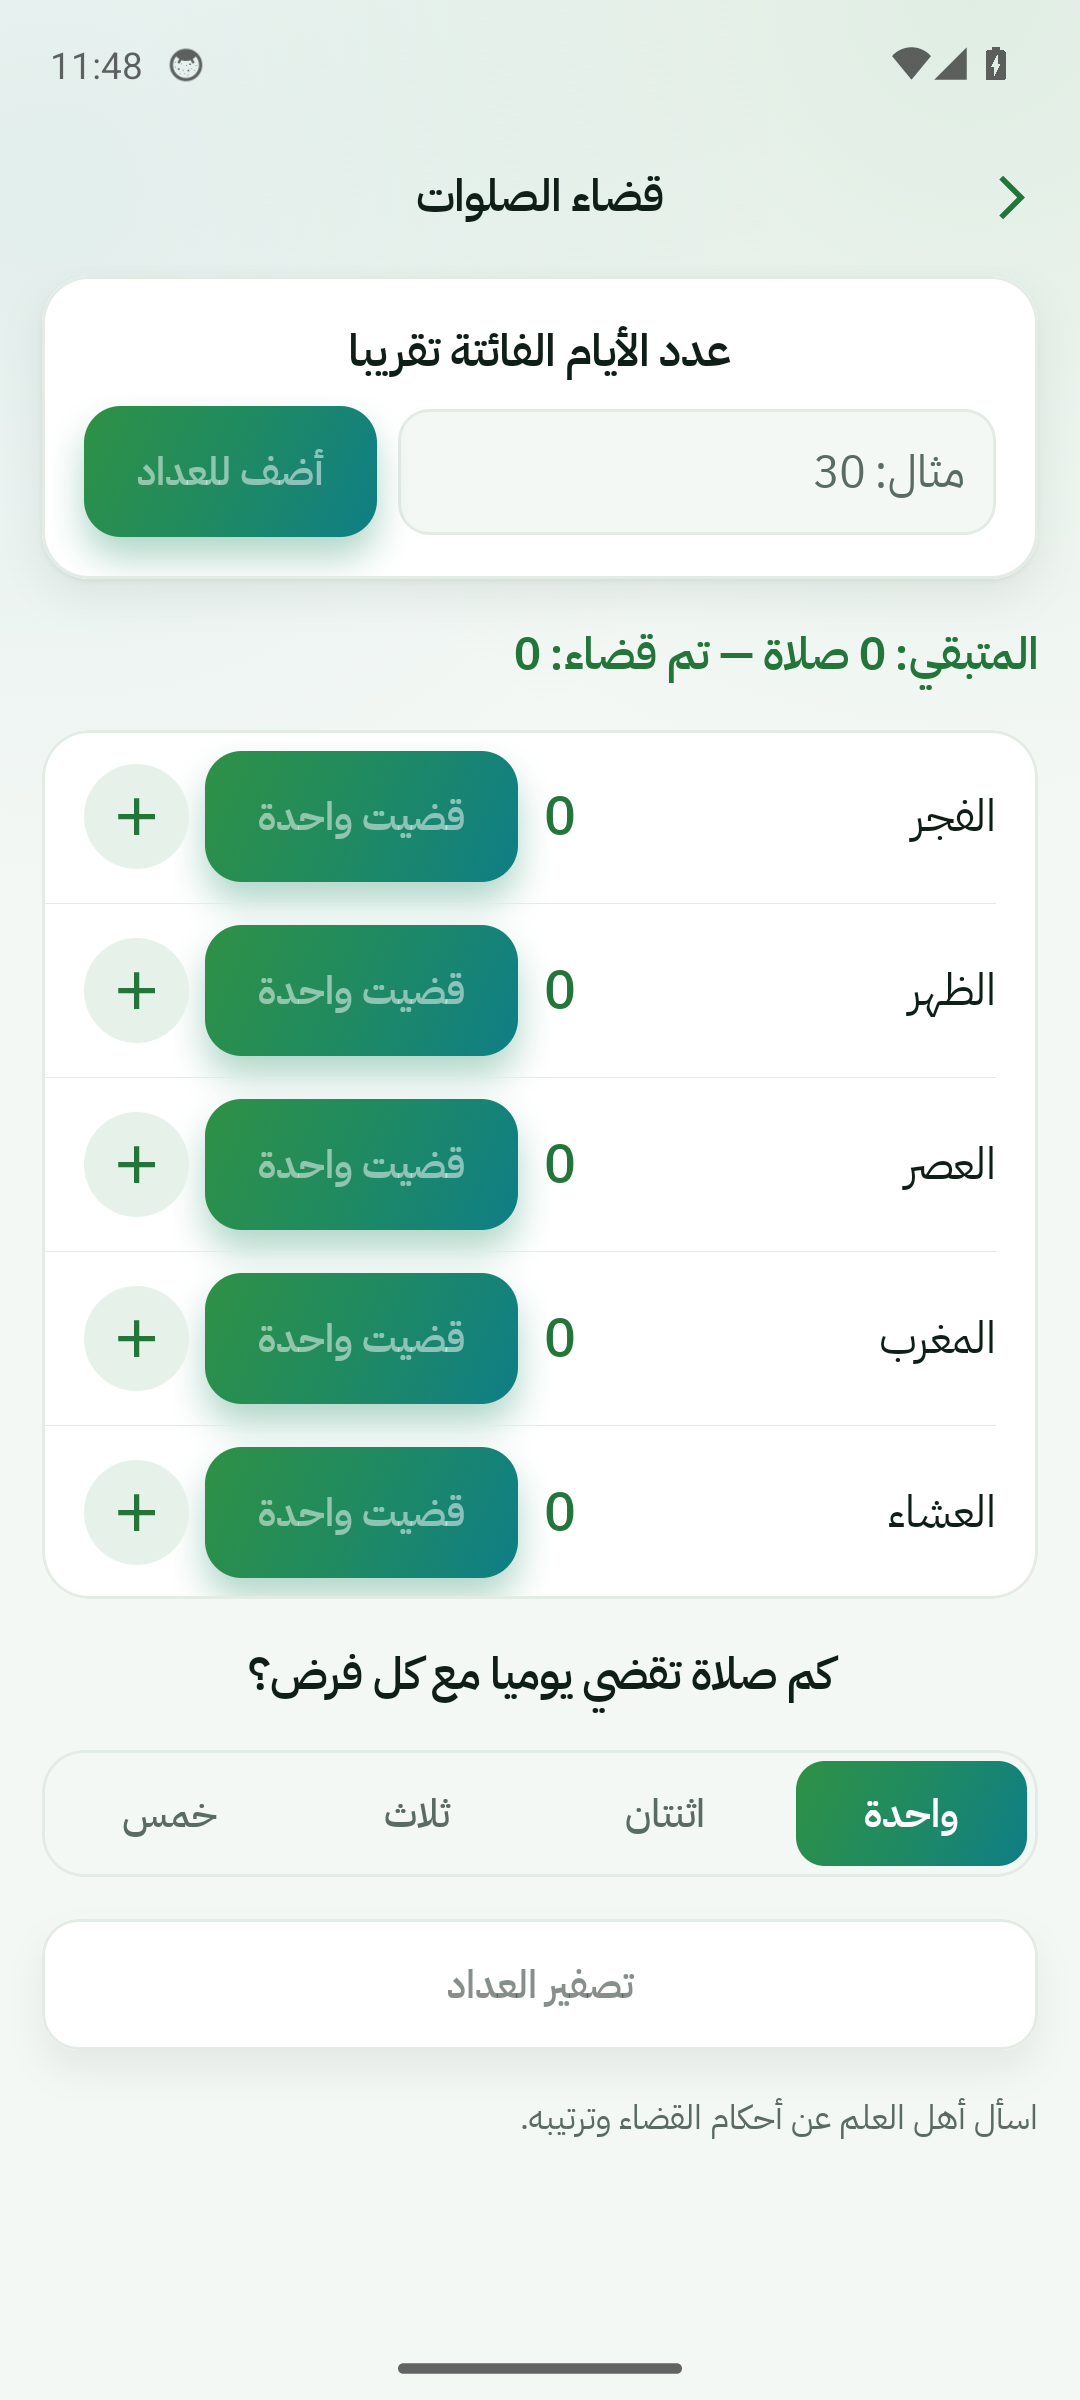 11:48
قضاء الصلوات
عدد الأيام الفائتة تقريبا
مثال: 30
أضف للعداد
المتبقي: 0 صلاة — تم قضاء: 0
الفجر 0 قضيت واحدة +
الظهر 0 قضيت واحدة +
العصر 0 قضيت واحدة +
المغرب 0 قضيت واحدة +
العشاء 0 قضيت واحدة +
كم صلاة تقضي يوميا مع كل فرض؟
واحدة اثنتان ثلاث خمس
تصفير العداد
اسأل أهل العلم عن أحكام القضاء وترتيبه.